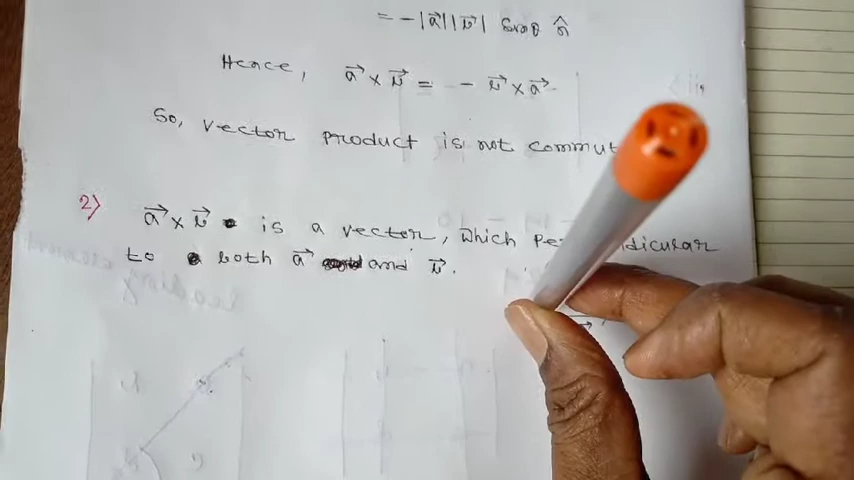 = - |a⃗||b⃗| Sinθ n̂
Hence, a⃗ × b⃗ = - b⃗ × a⃗
So, vector product is not commut
2) a⃗ × b⃗ is a vector, which pe dicular
to both a⃗ and b⃗.